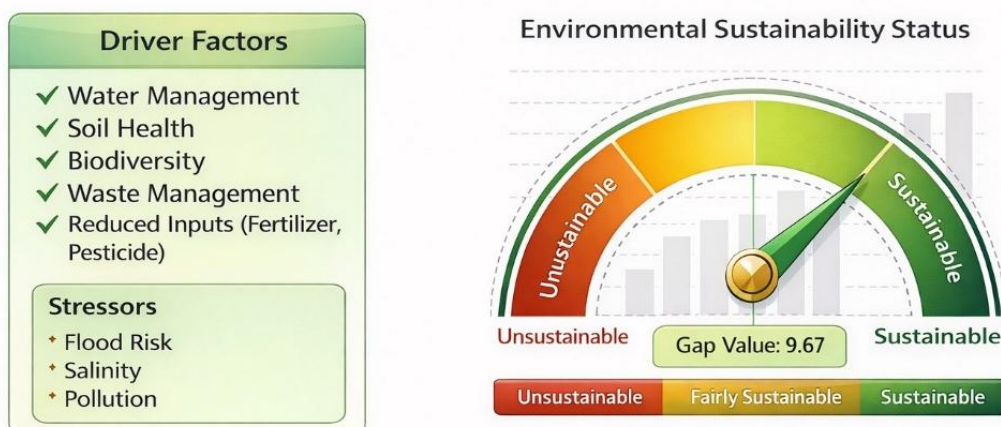 Driver Factors
Water Management
Soil Health
Biodiversity
Waste Management
Reduced Inputs (Fertilizer,
Pesticide)
Stressors
Flood Risk
Salinity
Pollution
Environmental Sustainability Status
Unsustainable
Sustainable
Unsustainable
Gap Value: 9.67
Sustainable
Unsustainable
Fairly Sustainable
Sustainable